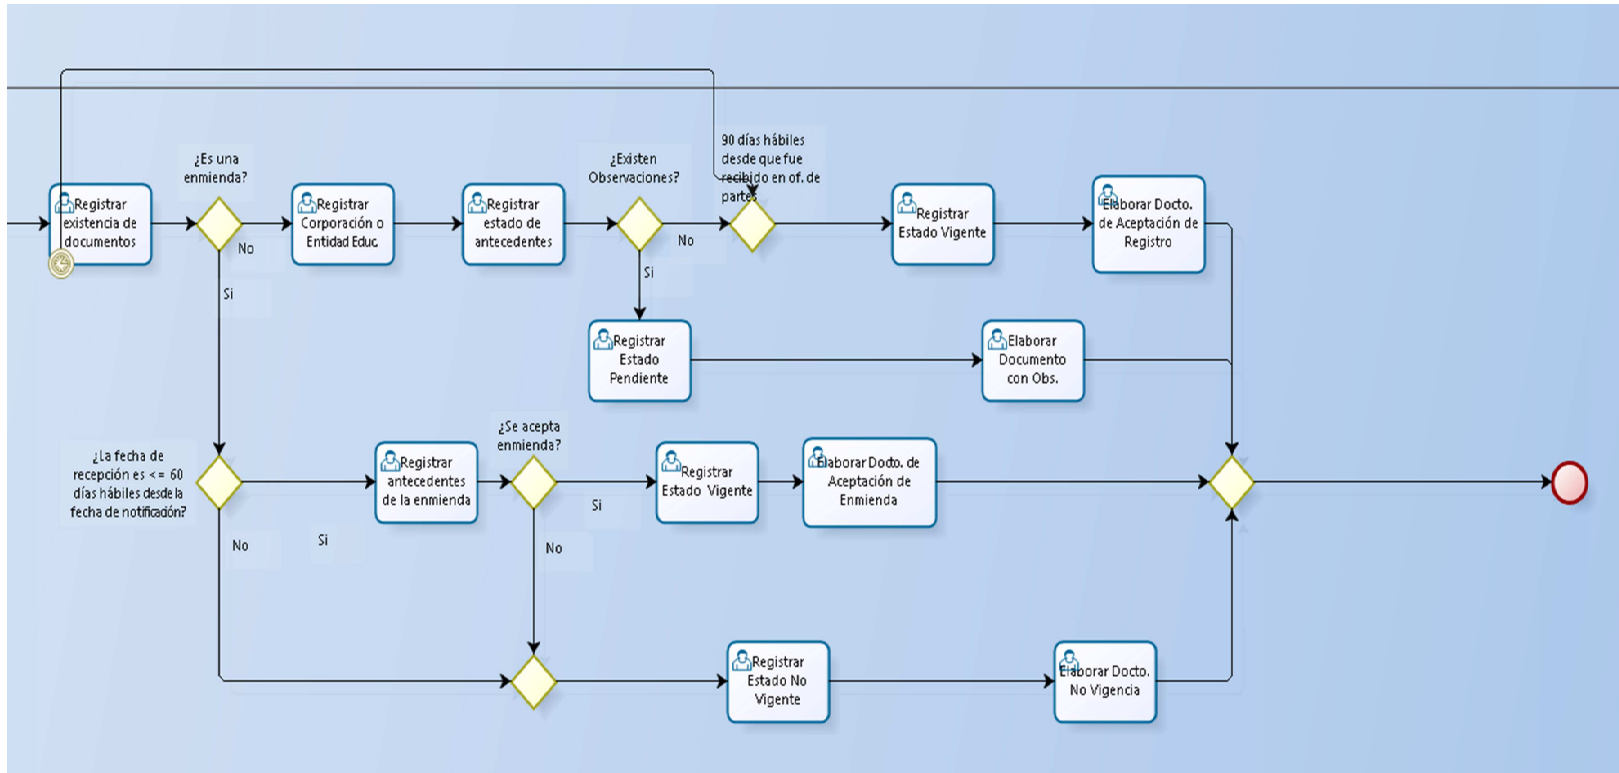 90 días hábiles
desde que fue
recibido en of. de
partes
¿Es una
enmienda?
¿Existen
Observaciones?
Registrar
existencia de
documentos
No
Si
Registrar
Corporación o
Entidad Educ.
Registrar
estado de
antecedentes
No
Si
Registrar
Estado Vigente
Elaborar Docto.
de Aceptación de
Registro
Registrar
Estado
Pendiente
Elaborar
Documento
con Obs.
¿La fecha de
recepción es <= 60
días hábiles desde la
fecha de notificación?
No
Si
Registrar
antecedentes
de la enmienda
¿Se acepta
enmienda?
Si
No
Registrar
Estado Vigente
Elaborar Docto. de
Aceptación de
Enmienda
Registrar
Estado No
Vigente
Elaborar Docto.
No Vigencia